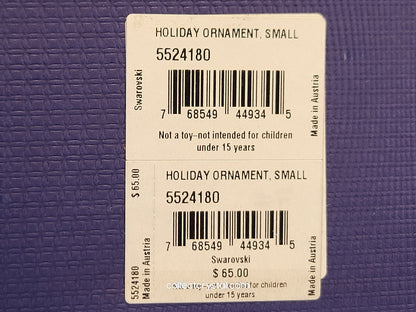 HOLIDAY ORNAMENT, SMALL
5524180
Swarovski
7 68549 44934 5
Made in Austria
Not a toy-not intended for children
under 15 years
HOLIDAY ORNAMENT, SMALL
5524180
$ 65.00
7 68549 44934 5
Swarovski
$ 65.00
for children
under 15 years
5524180
Made in Austria
Made in Austria